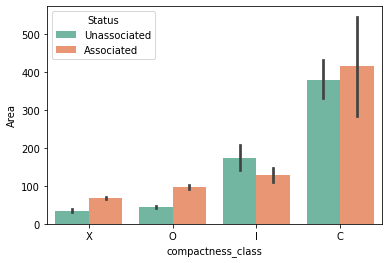 Status
Unassociated
Associated
500
400
300
200
100
0
Area
X O I C
compactness_class